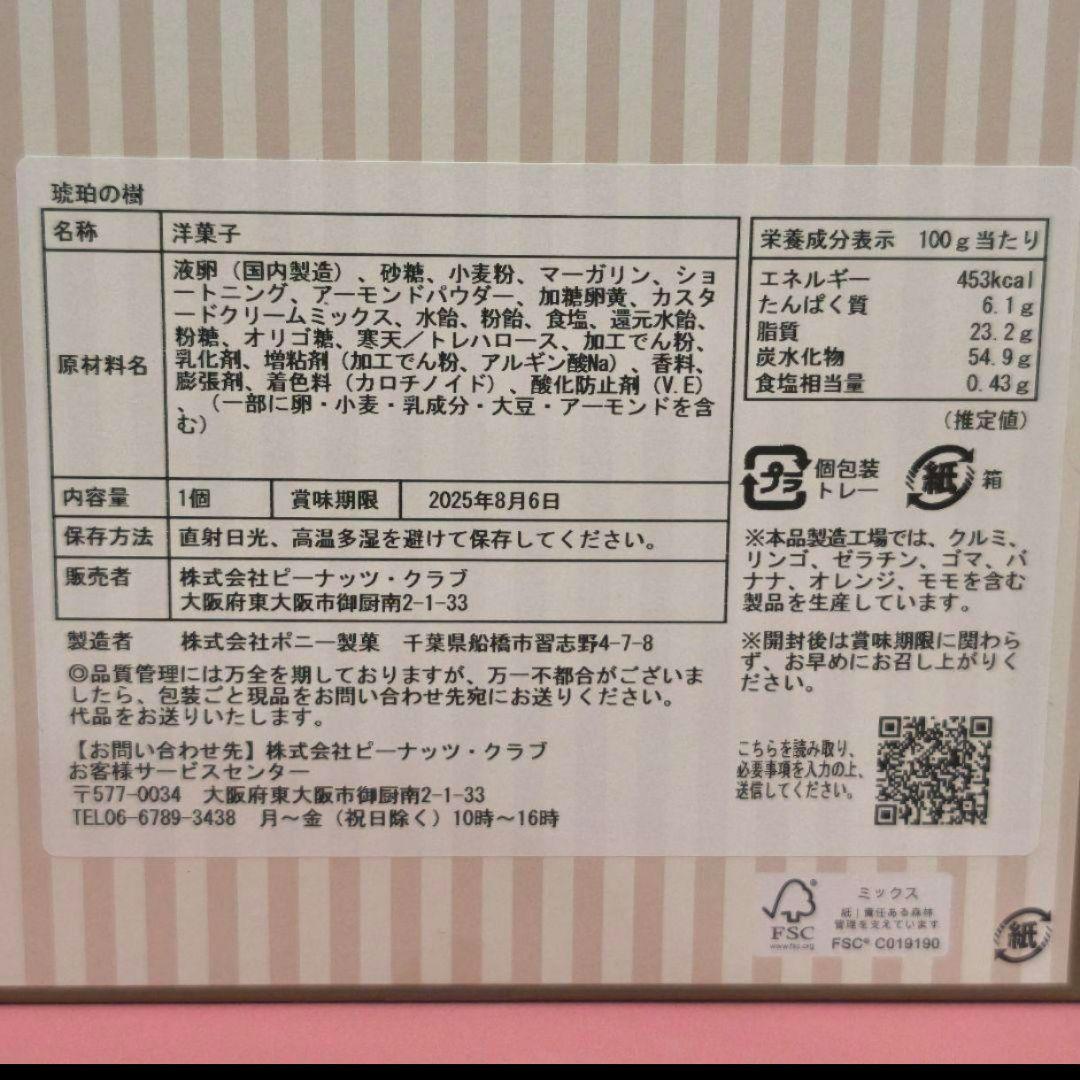 琥珀の樹
名称 洋菓子
原材料名
液卵（国内製造）、砂糖、小麦粉、マーガリン、ショ
ートニング、アーモンドパウダー、加糖卵黄、カスタ
ードクリームミックス、水飴、粉飴、食塩、還元水飴、
粉糖、オリゴ糖、寒天／トレハロース、加工でん粉、
乳化剤、増粘剤（加工でん粉、アルギン酸Na）、香料、
膨張剤、着色料（カロチノイド）、酸化防止剤（V.E）
、（一部に卵・小麦・乳成分・大豆・アーモンドを含
む）
内容量 1個 賞味期限 2025年8月6日
保存方法 直射日光、高温多湿を避けて保存してください。
販売者 株式会社ピーナッツ・クラブ
大阪府東大阪市御厨南2-1-33
製造者 株式会社ポニー製菓 千葉県船橋市習志野4-7-8
◎品質管理には万全を期しておりますが、万一不都合がございま
したら、包装ごと現品をお問い合わせ先宛にお送りください。
代品をお送りいたします。
【お問い合わせ先】株式会社ピーナッツ・クラブ
お客様サービスセンター
〒577-0034 大阪府東大阪市御厨南2-1-33
TEL06-6789-3438 月～金（祝日除く）10時～16時
栄養成分表示 100g当たり
エネルギー 453kcal
たんぱく質 6.1g
脂質 23.2g
炭水化物 54.9g
食塩相当量 0.43g
（推定値）
プラ 個包装
トレー
紙 箱
※本品製造工場では、クルミ、
リンゴ、ゼラチン、ゴマ、バ
ナナ、オレンジ、モモを含む
製品を生産しています。
※開封後は賞味期限に関わら
ず、お早めにお召し上がりく
ださい。
こちらを読み取り、
必要事項を入力の上、
送信してください。
FSC
www.fsc.org
ミックス
紙｜責任ある森林
管理を支えています
FSC® C019190
紙